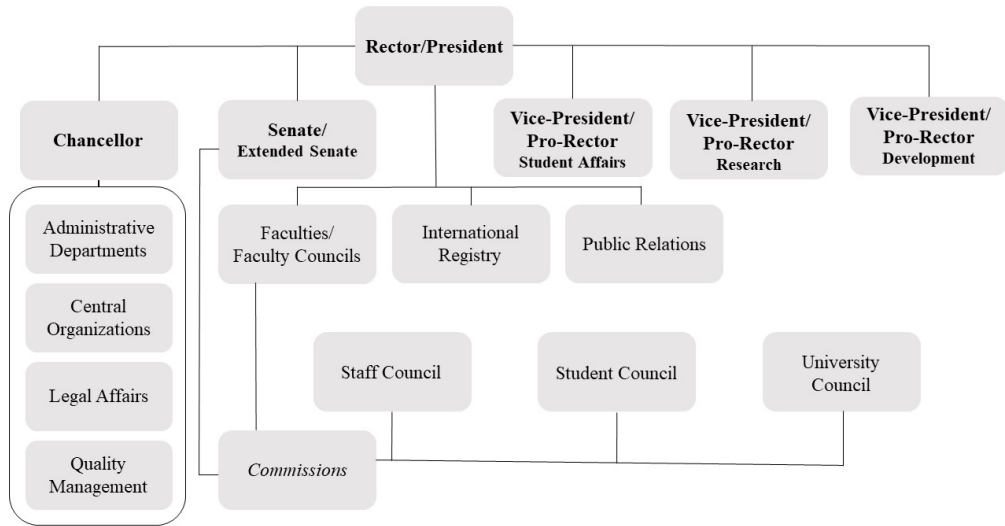 Rector/President
Chancellor
Senate/
Extended Senate
Vice-President/
Pro-Rector
Student Affairs
Vice-President/
Pro-Rector
Research
Vice-President/
Pro-Rector
Development
Administrative
Departments
Central
Organizations
Legal Affairs
Quality
Management
Faculties/
Faculty Councils
International
Registry
Public Relations
Staff Council
Student Council
University
Council
Commissions